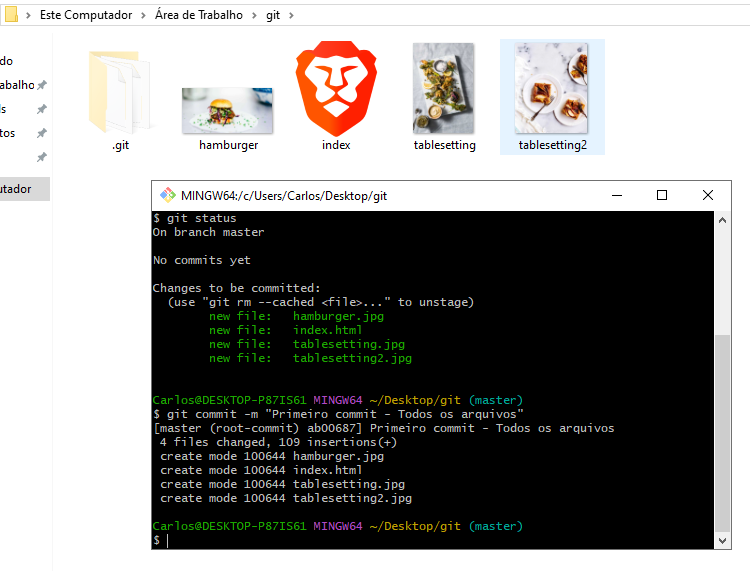 Este Computador > Área de Trabalho > git >
do
abalho
ls
tos
utador
.git
hamburger
index
tablesetting
tablesetting2
MINGW64:/c/Users/Carlos/Desktop/git
$ git status
On branch master
No commits yet
Changes to be committed:
(use "git rm --cached <file>..." to unstage)
new file:   hamburger.jpg
new file:   index.html
new file:   tablesetting.jpg
new file:   tablesetting2.jpg
Carlos@DESKTOP-P87IS61 MINGW64 ~/Desktop/git (master)
$ git commit -m "Primeiro commit - Todos os arquivos"
[master (root-commit) ab00687] Primeiro commit - Todos os arquivos
4 files changed, 109 insertions(+)
create mode 100644 hamburger.jpg
create mode 100644 index.html
create mode 100644 tablesetting.jpg
create mode 100644 tablesetting2.jpg
Carlos@DESKTOP-P87IS61 MINGW64 ~/Desktop/git (master)
$